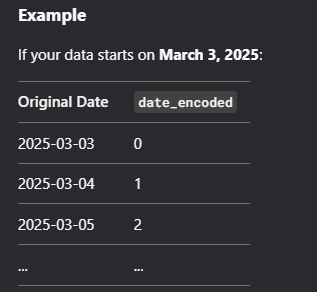 Example
If your data starts on March 3, 2025:
Original Date date_encoded
2025-03-03 0
2025-03-04 1
2025-03-05 2
... ...